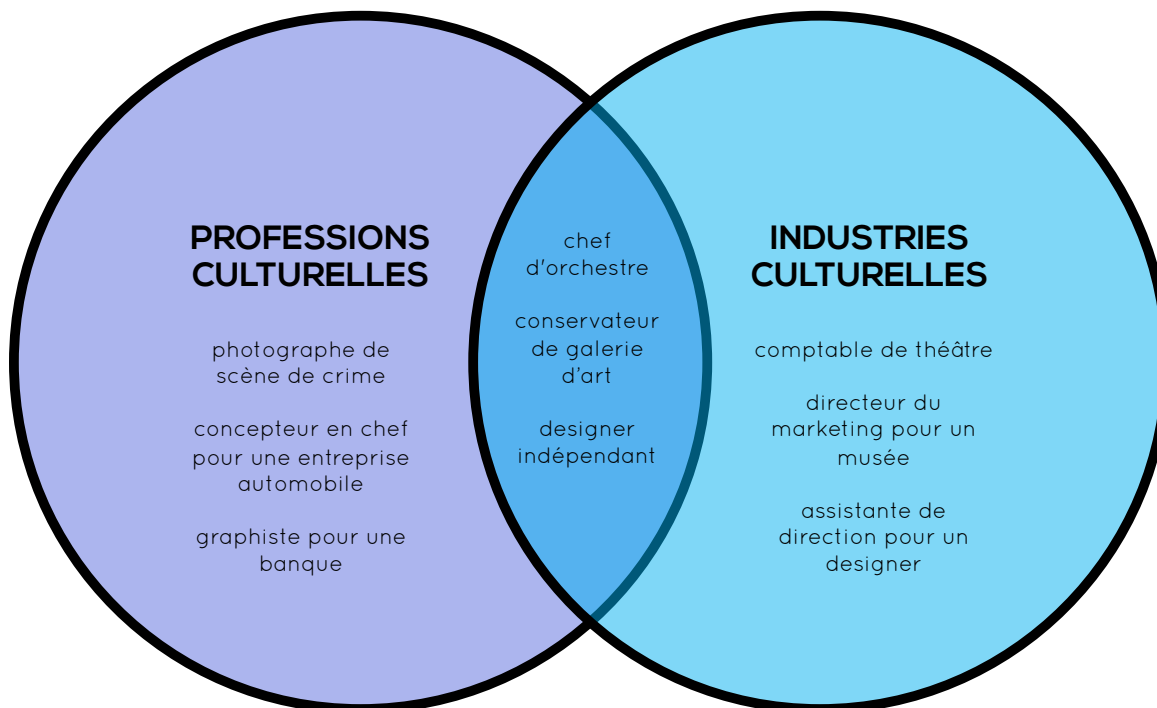 PROFESSIONS
CULTURELLES
photographe de
scène de crime
concepteur en chef
pour une entreprise
automobile
graphiste pour une
banque
chef
d'orchestre
conservateur
de galerie
d’art
designer
indépendant
INDUSTRIES
CULTURELLES
comptable de théâtre
directeur du
marketing pour un
musée
assistante de
direction pour un
designer